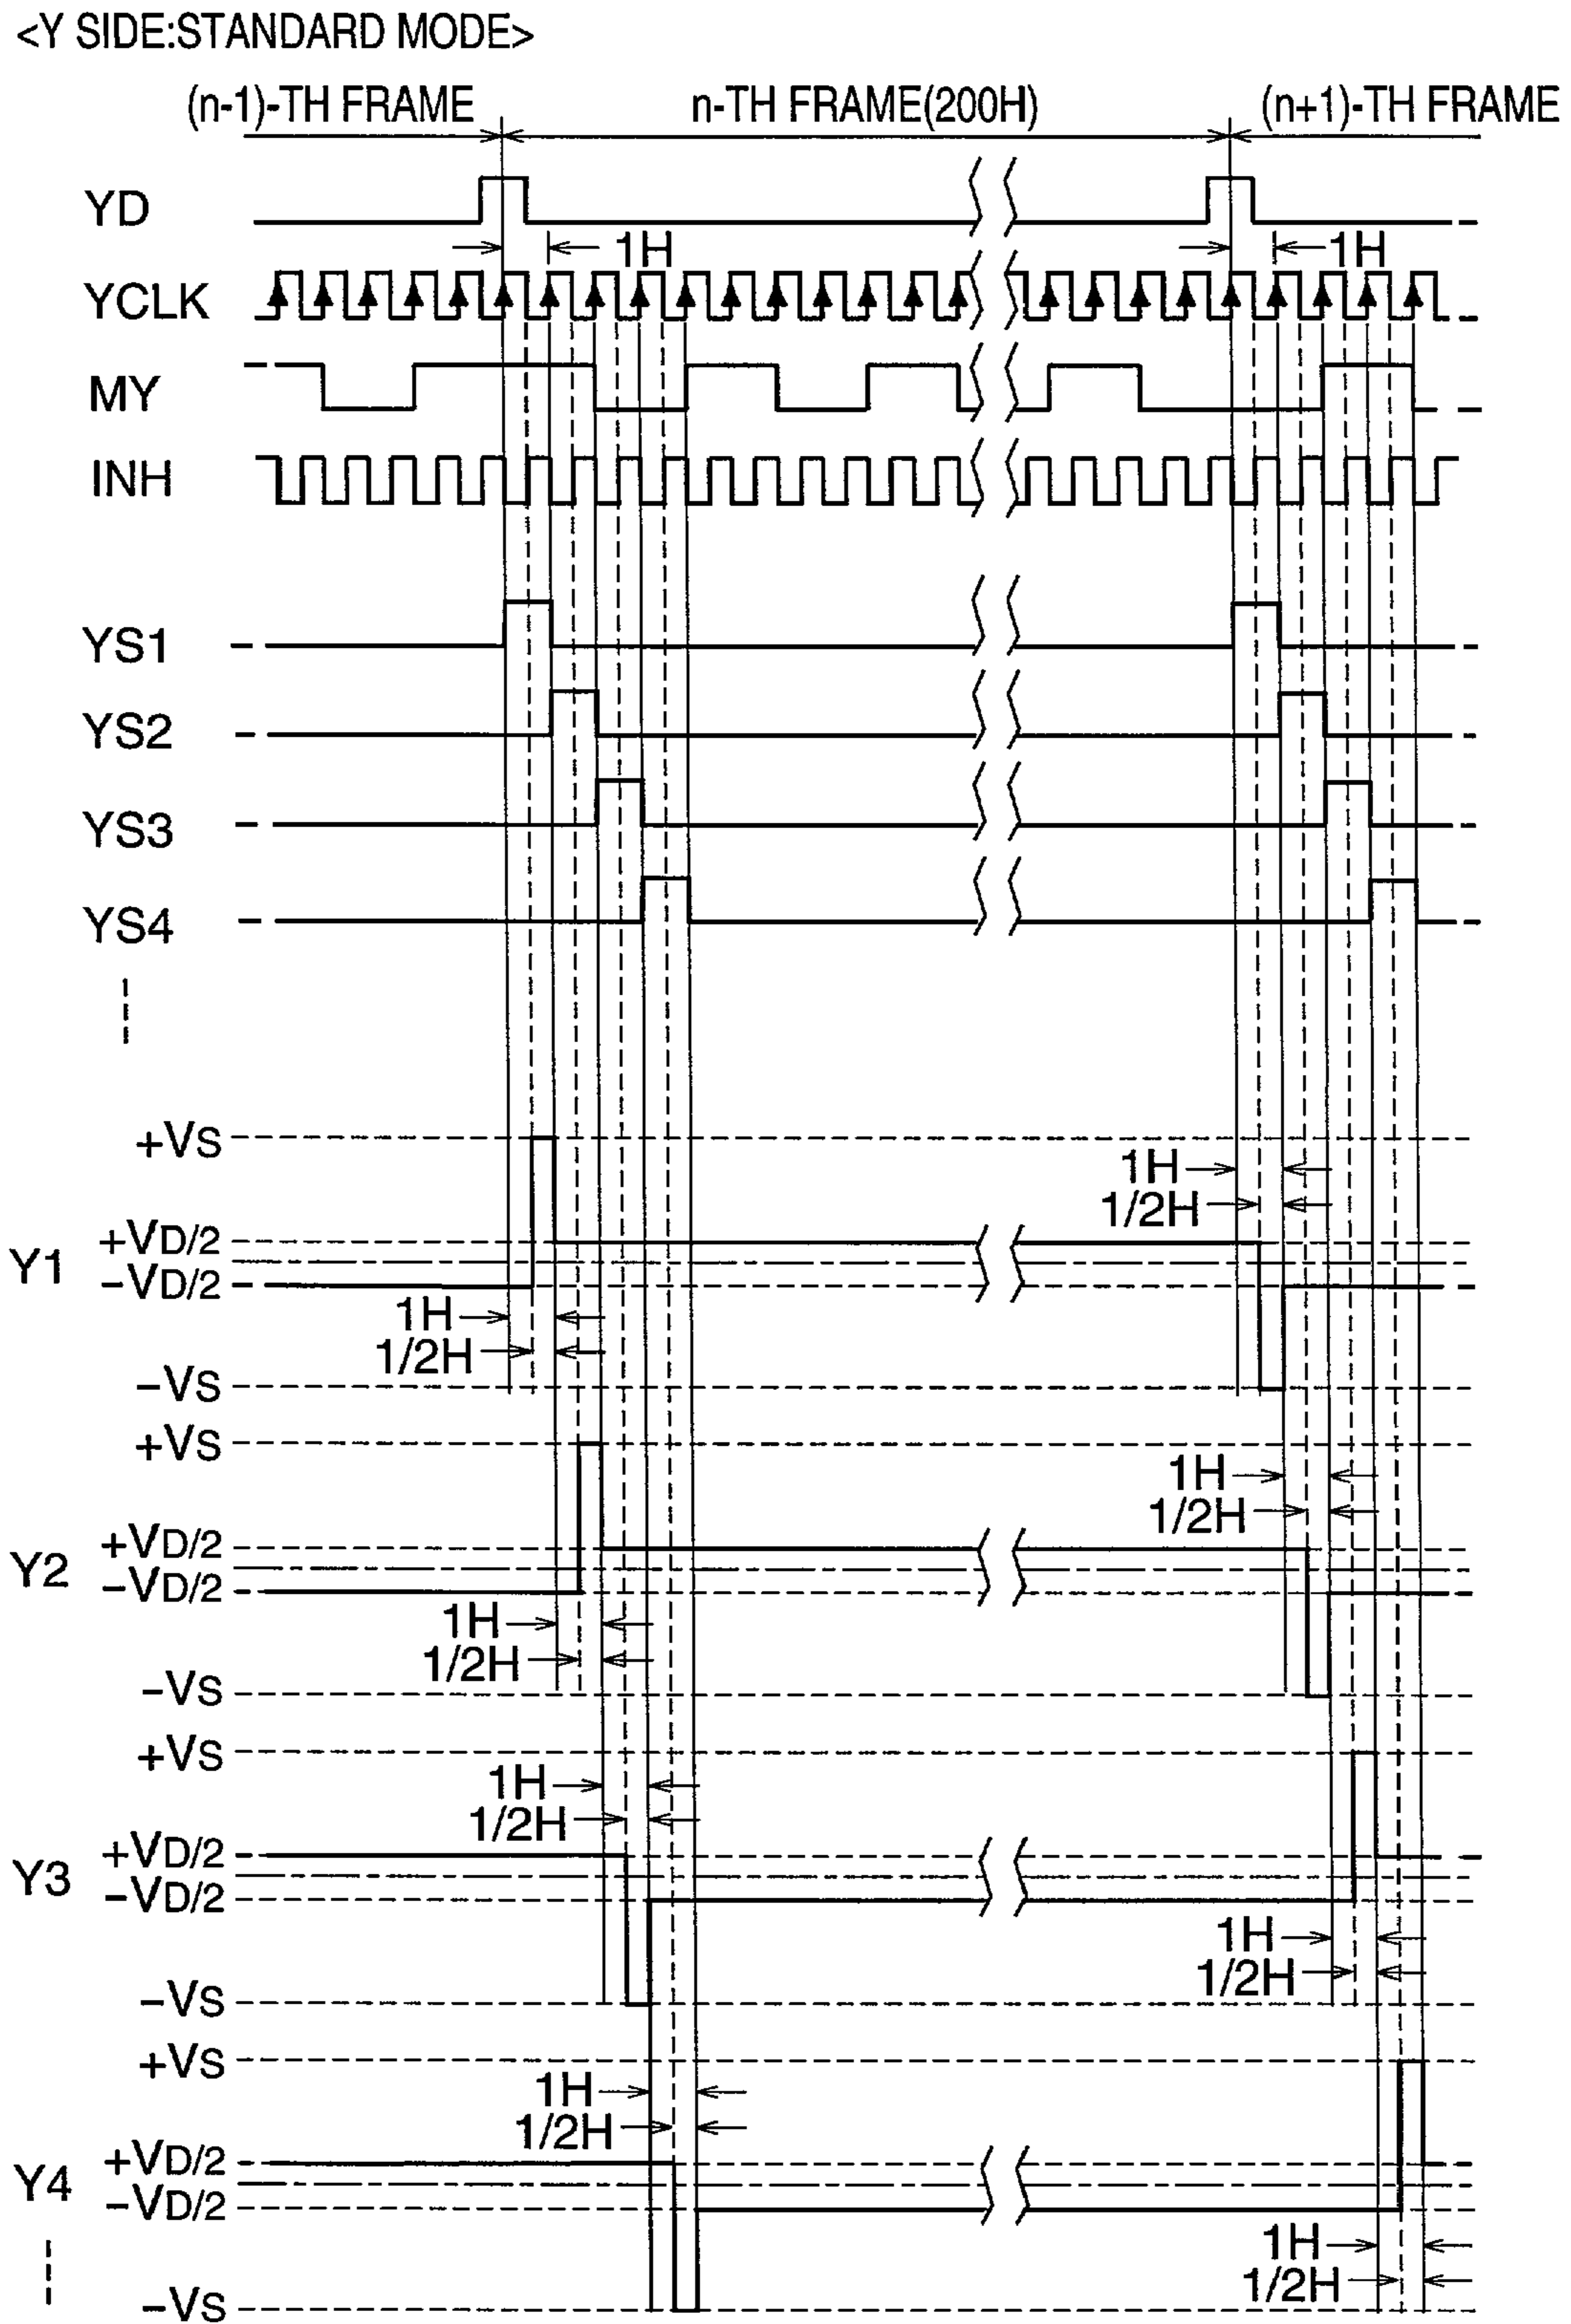 <Y SIDE:STANDARD MODE>
(n-1)-TH FRAME n-TH FRAME(200H) (n+1)-TH FRAME
YD
1H 1H
YCLK
MY
INH
YS1
YS2
YS3
YS4
+VS
1H
1/2H
+VD/2
Y1
−VD/2
1H
1/2H
−VS
+VS
1H
1/2H
+VD/2
Y2
−VD/2
1H
1/2H
−VS
+VS
1H
1/2H
+VD/2
Y3
−VD/2
1H
1/2H
−VS
+VS
1H
1/2H
+VD/2
Y4
−VD/2
1H
1/2H
−VS